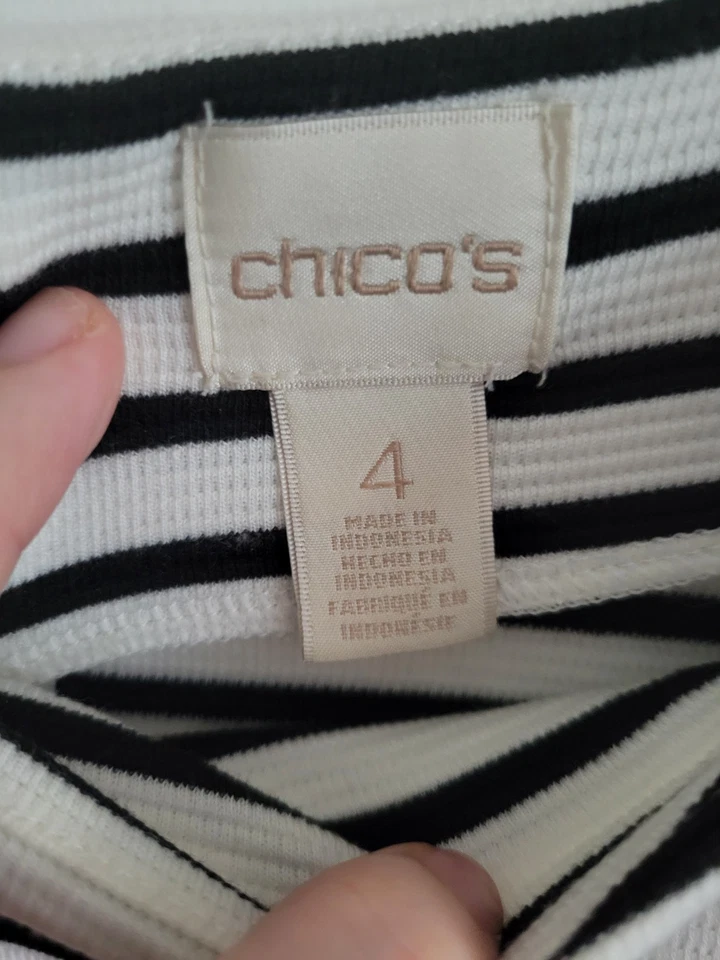 chico's
4
MADE IN
INDONESIA
HECHO EN
INDONESIA
FABRIQUÉ EN
INDONÉSIE